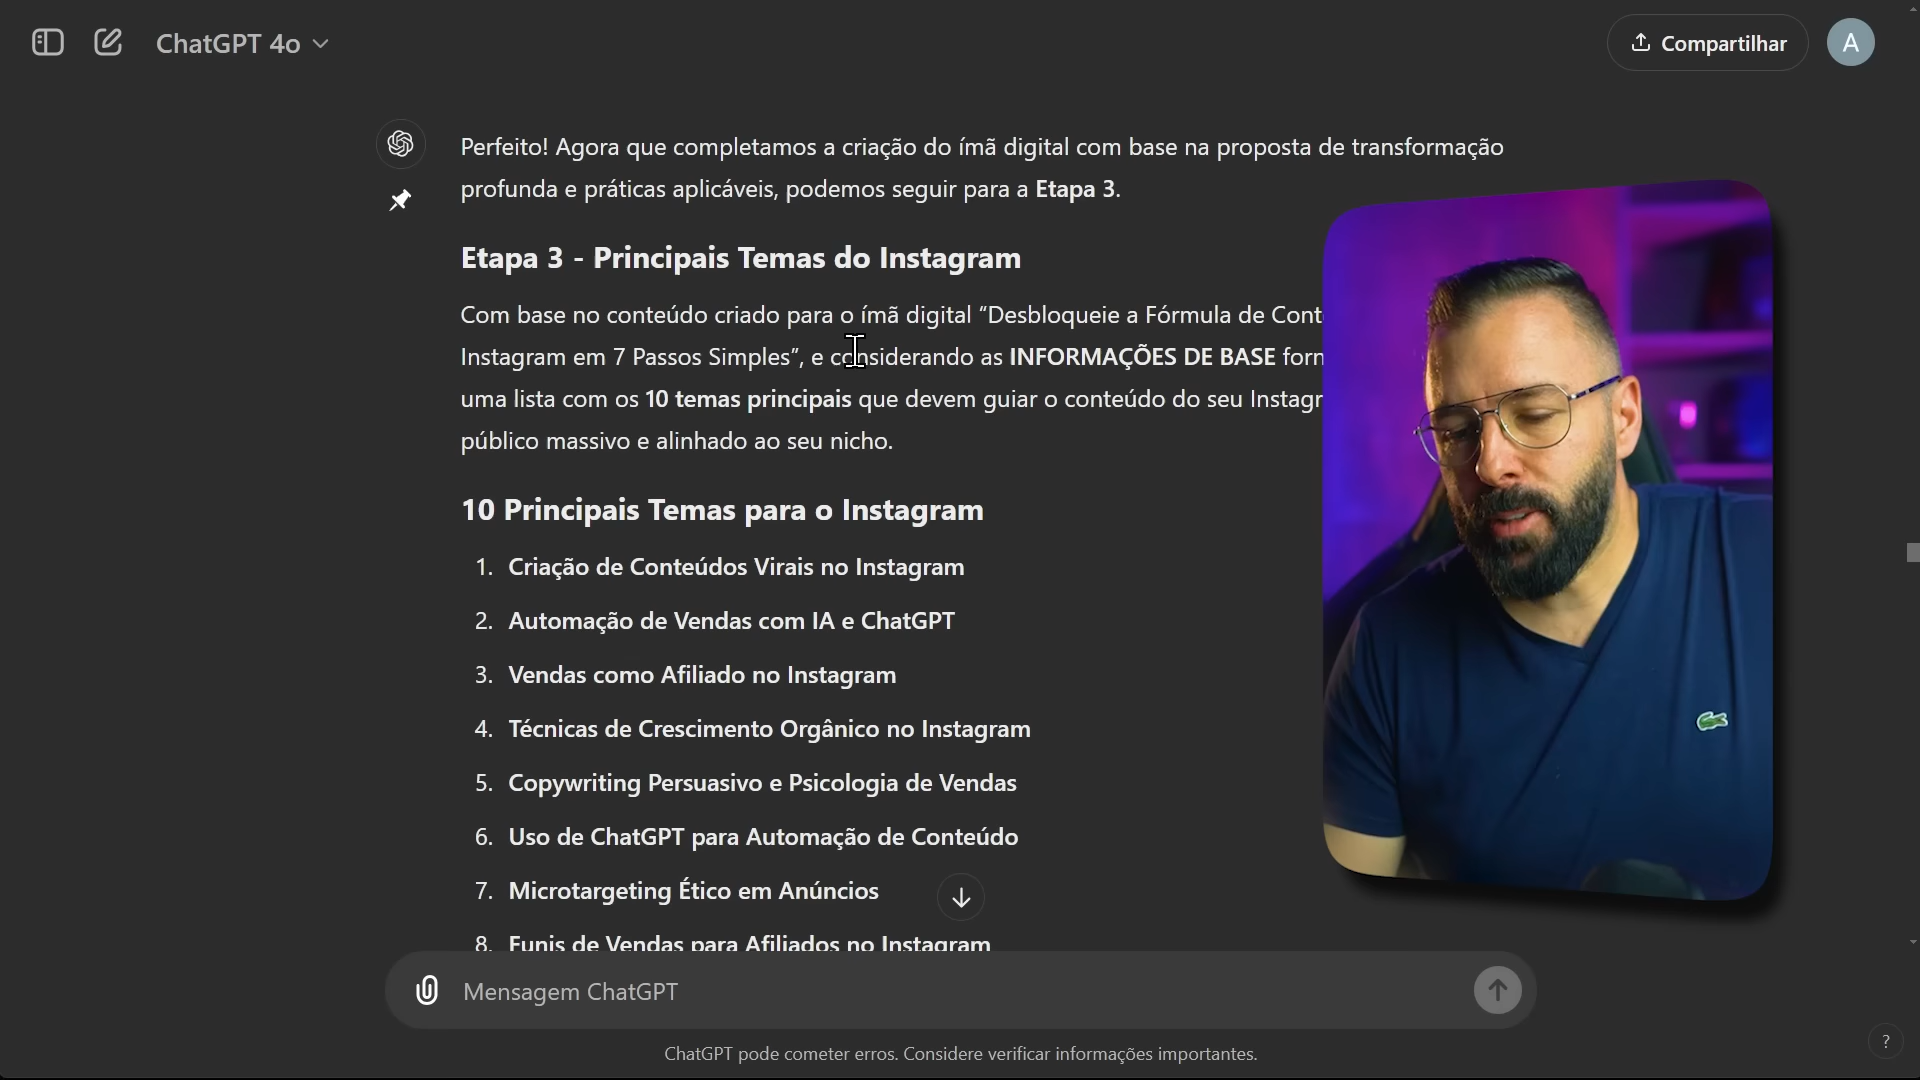 ChatGPT 4o
Compartilhar
A
Perfeito! Agora que completamos a criação do ímã digital com base na proposta de transformação
profunda e práticas aplicáveis, podemos seguir para a Etapa 3.
Etapa 3 - Principais Temas do Instagram
Com base no conteúdo criado para o ímã digital “Desbloqueie a Fórmula de
Instagram em 7 Passos Simples”, e considerando as INFORMAÇÕES DE BASE
uma lista com os 10 temas principais que devem guiar o conteúdo do seu
público massivo e alinhado ao seu nicho.
10 Principais Temas para o Instagram
1. Criação de Conteúdos Virais no Instagram
2. Automação de Vendas com IA e ChatGPT
3. Vendas como Afiliado no Instagram
4. Técnicas de Crescimento Orgânico no Instagram
5. Copywriting Persuasivo e Psicologia de Vendas
6. Uso de ChatGPT para Automação de Conteúdo
7. Microtargeting Ético em Anúncios
8. Funis de Vendas para Afiliados no Instagram
Mensagem ChatGPT
ChatGPT pode cometer erros. Considere verificar informações importantes.
?